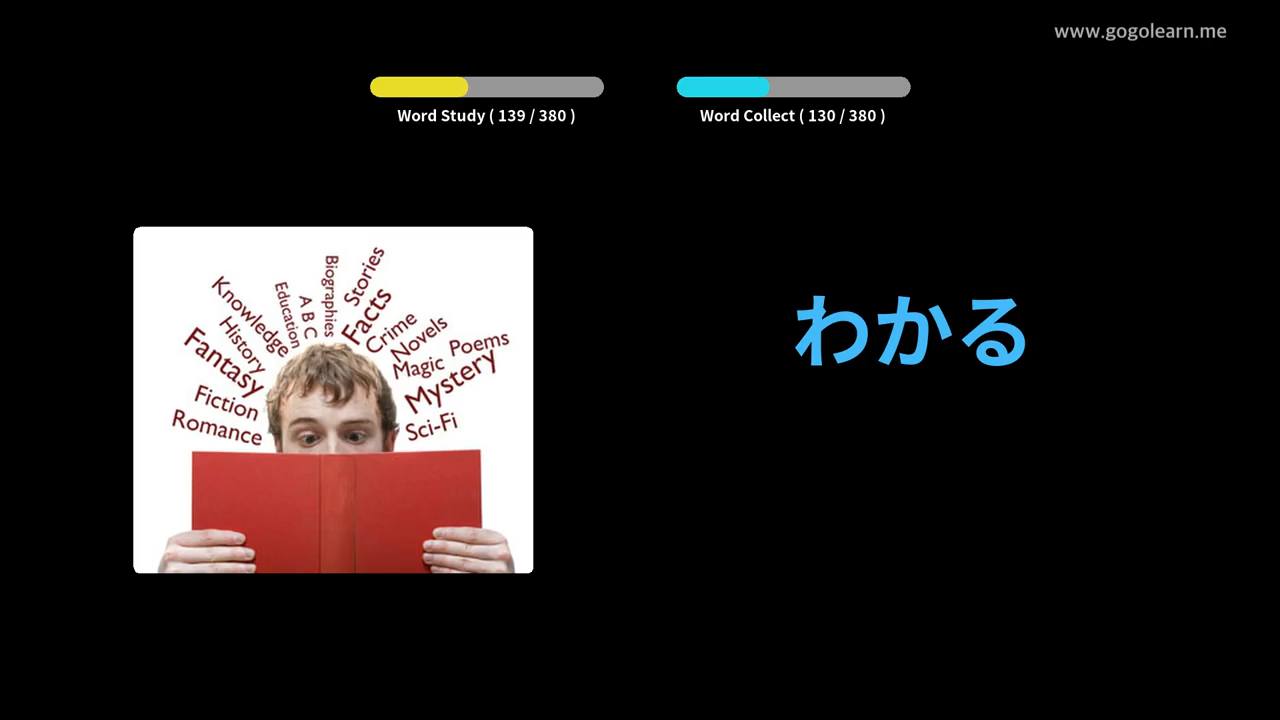 www.gogolearn.me
Word Study ( 139 / 380 )
Word Collect ( 130 / 380 )
わかる
Romance
Fiction
Fantasy
History
Knowledge
Education
A B C
Biographies
Stories
Facts
Crime
Novels
Magic
Poems
Mystery
Sci-Fi